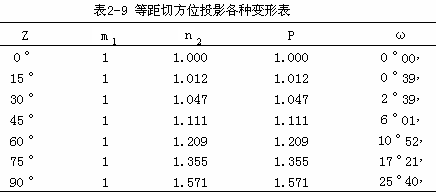 表2-9 等距切方位投影各种变形表
Z m1 n2 P ω
0° 1 1.000 1.000 0°00,
15° 1 1.012 1.012 0°39,
30° 1 1.047 1.047 2°39,
45° 1 1.111 1.111 6°01,
60° 1 1.209 1.209 10°52,
75° 1 1.355 1.355 17°21,
90° 1 1.571 1.571 25°40,